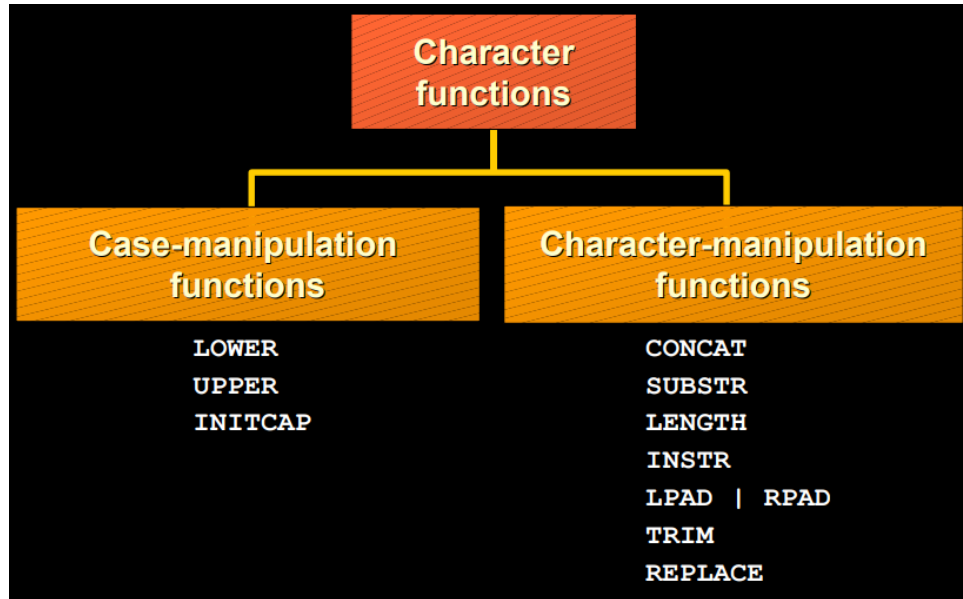 Character
functions
Case-manipulation
functions
LOWER
UPPER
INITCAP
Character-manipulation
functions
CONCAT
SUBSTR
LENGTH
INSTR
LPAD | RPAD
TRIM
REPLACE